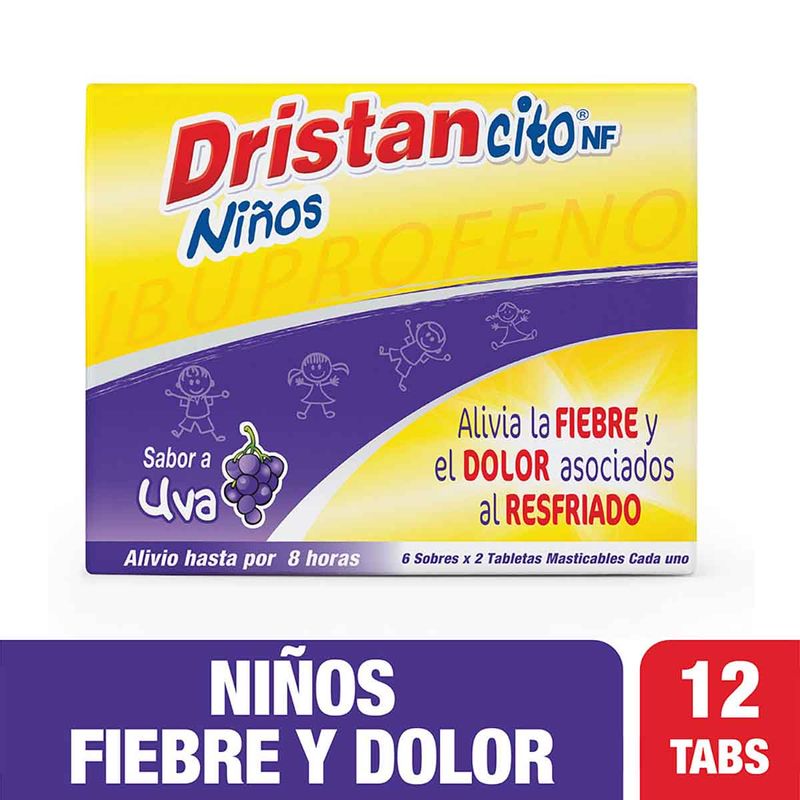 Dristancito® NF
Niños
IBUPROFENO
Alivia la FIEBRE y
el DOLOR asociados
al RESFRIADO
Sabor a
Uva
Alivio hasta por 8 horas
6 Sobres x 2 Tabletas Masticables Cada uno
NIÑOS
FIEBRE Y DOLOR
12
TABS